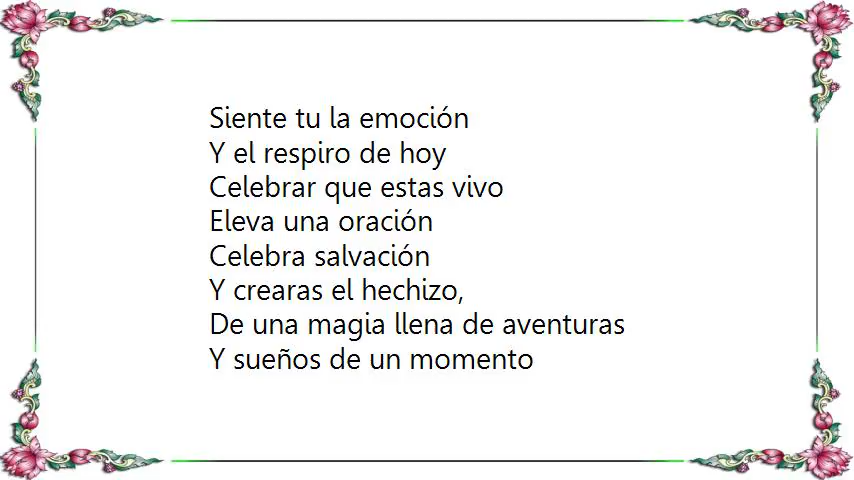 Siente tu la emoción
Y el respiro de hoy
Celebrar que estas vivo
Eleva una oración
Celebra salvación
Y crearas el hechizo,
De una magia llena de aventuras
Y sueños de un momento